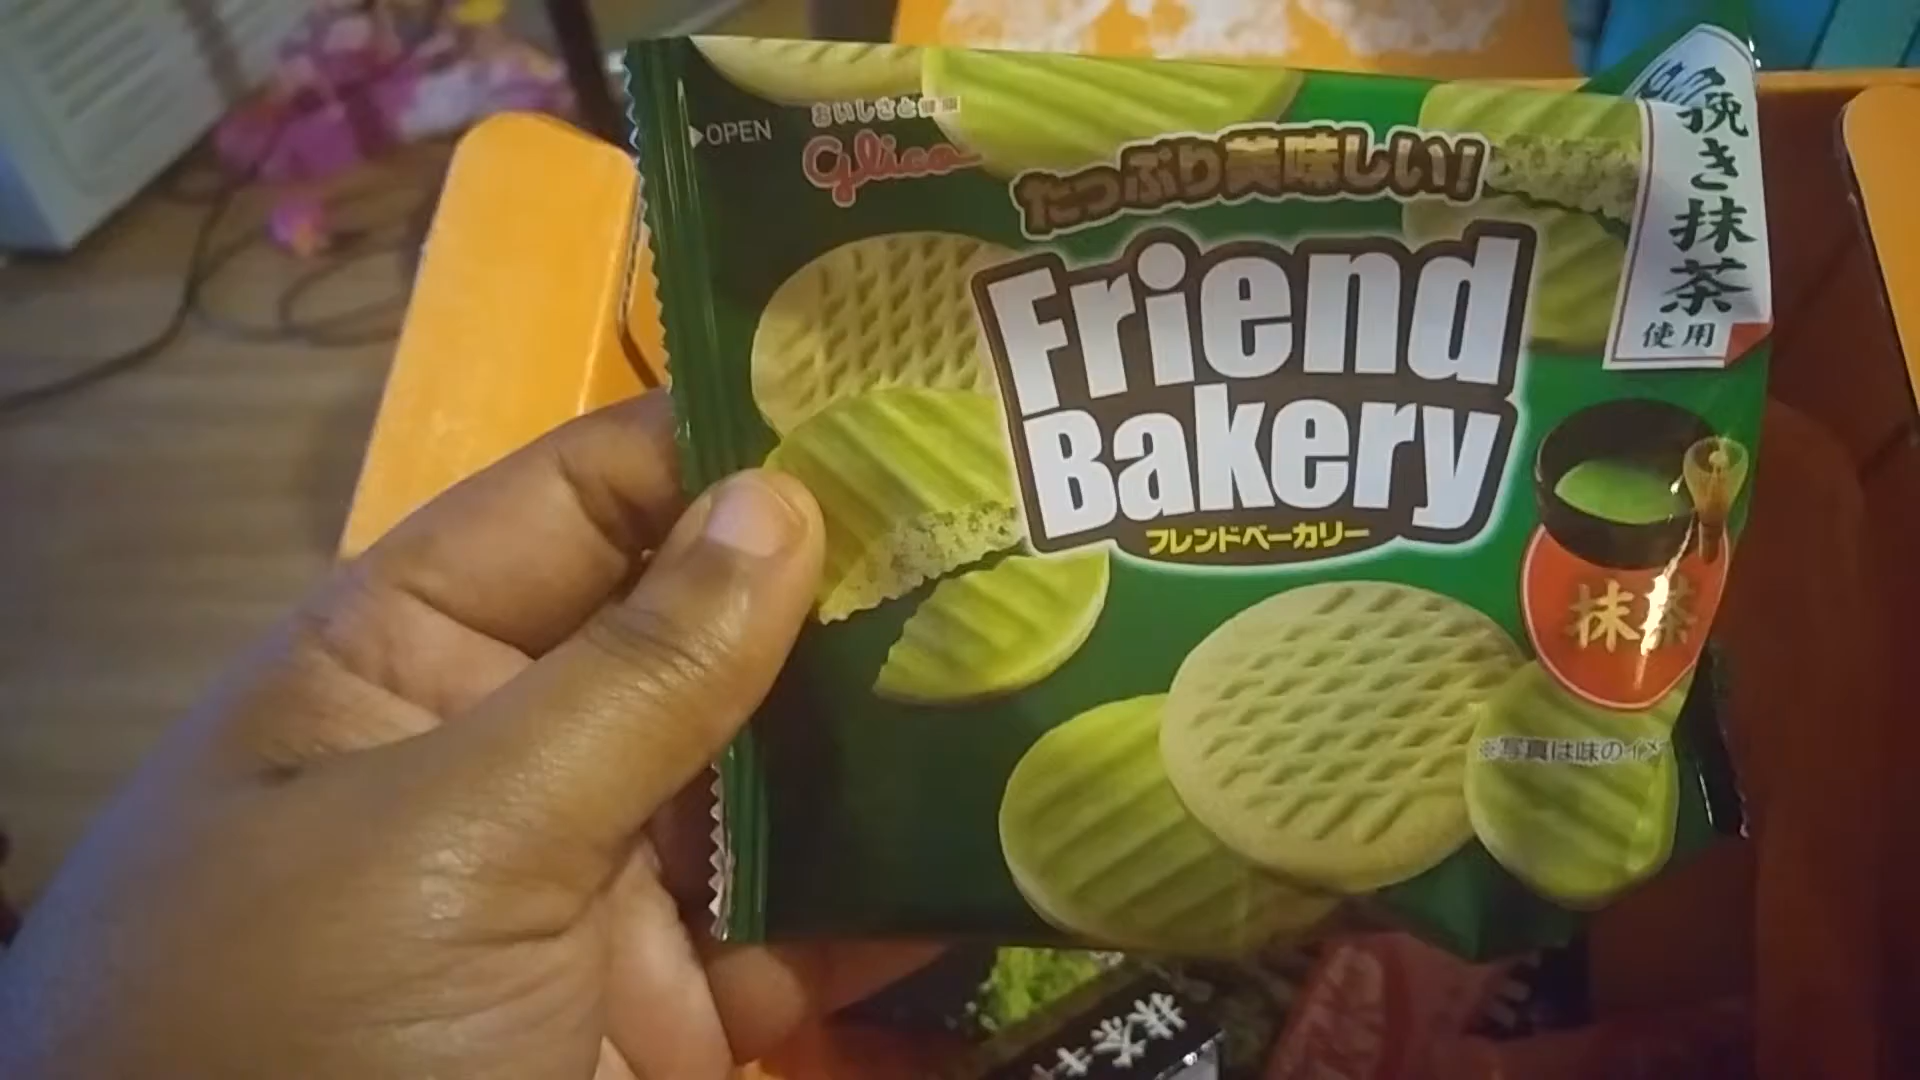 OPEN
おいしさと健康
glico
たっぷり美味しい!
Friend
Bakery
フレンドベーカリー
挽き抹茶
使用
抹茶
※写真は味のイメ
抹茶